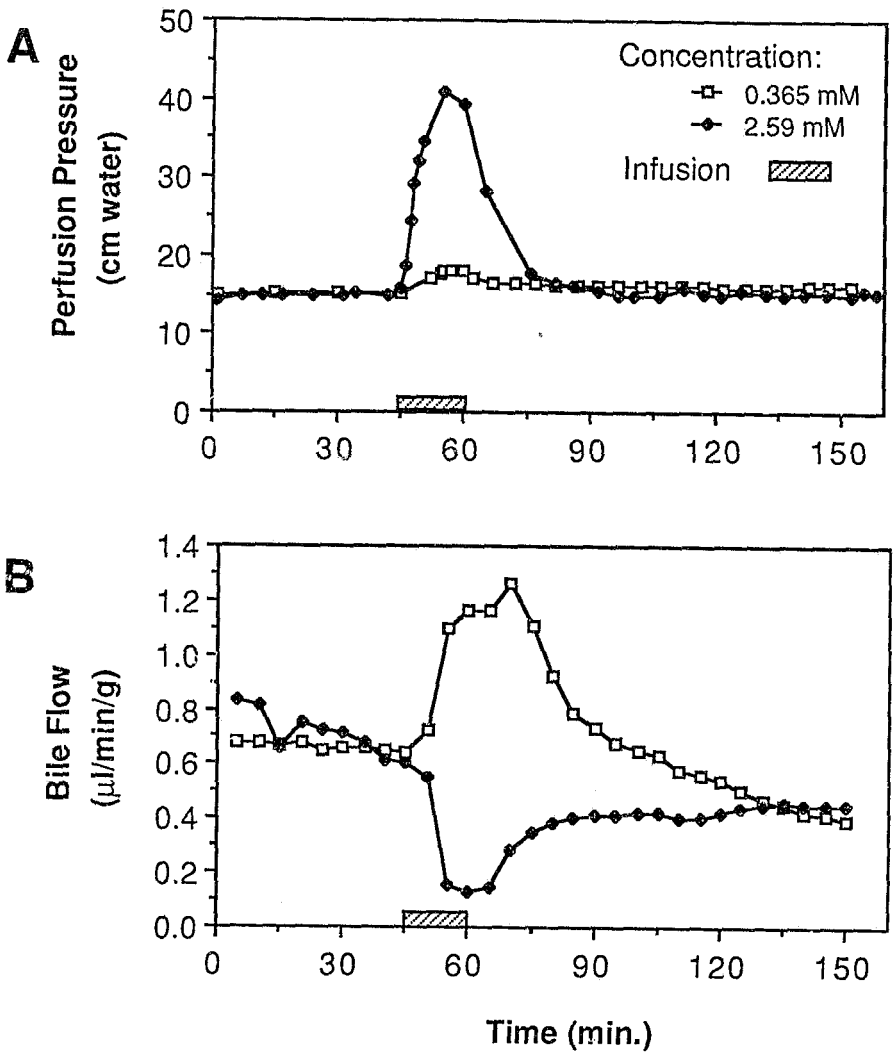 A
Perfusion Pressure
(cm water)
50
40
30
20
10
0
Concentration:
0.365 mM
2.59 mM
Infusion
0 30 60 90 120 150
B
Bile Flow
(µl/min/g)
1.4
1.2
1.0
0.8
0.6
0.4
0.2
0.0
0 30 60 90 120 150
Time (min.)